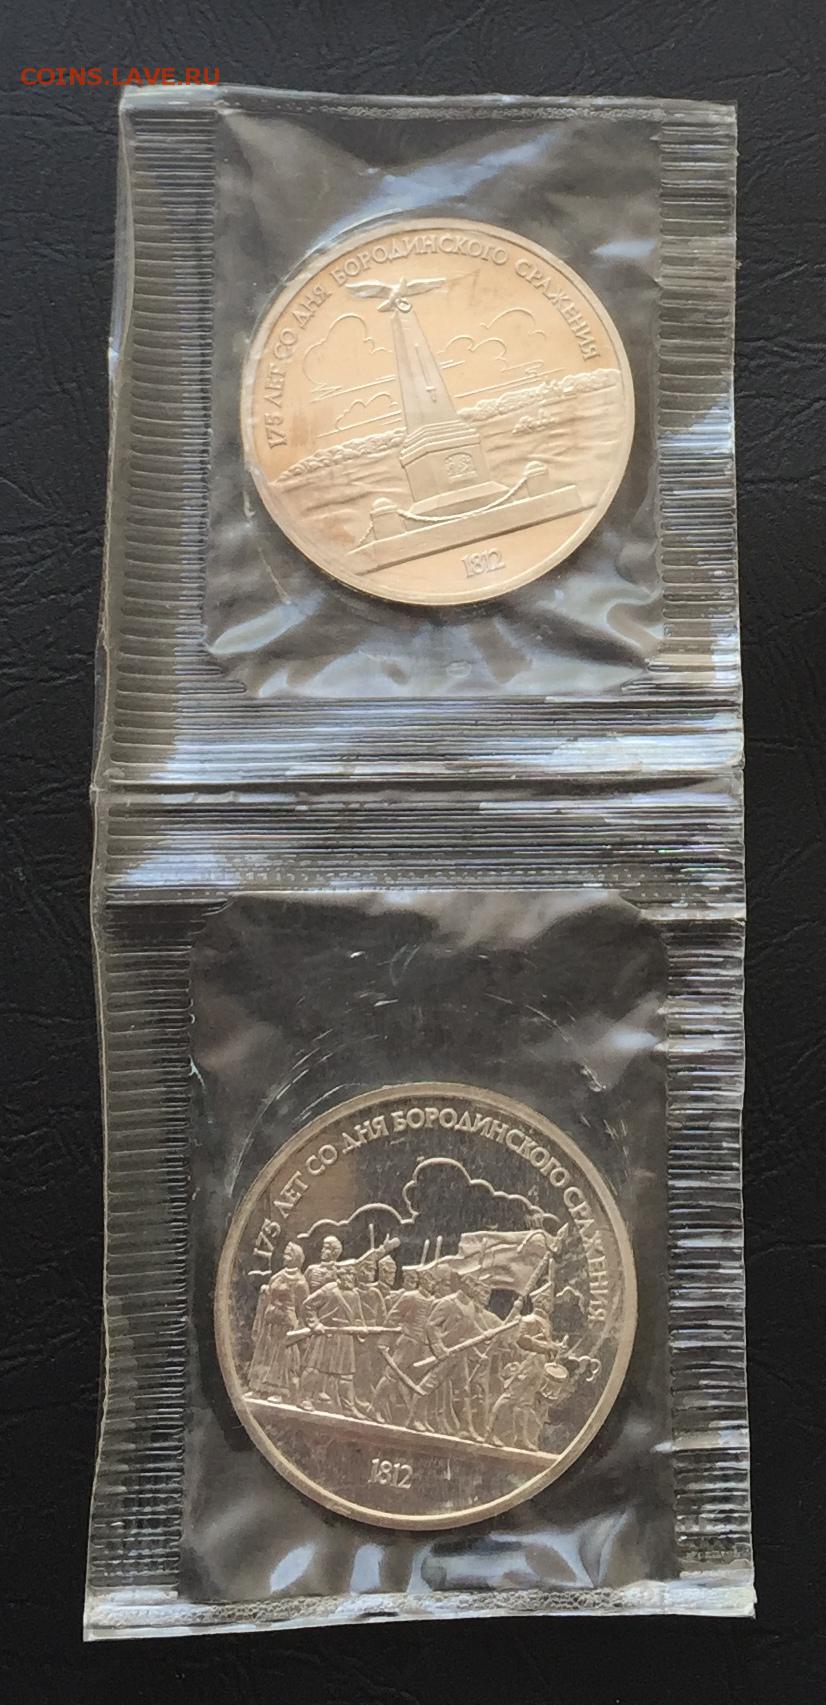 COINS.LAVE.RU
175 ЛЕТ СО ДНЯ БОРОДИНСКОГО СРАЖЕНИЯ
1812
175 ЛЕТ СО ДНЯ БОРОДИНСКОГО СРАЖЕНИЯ
1812